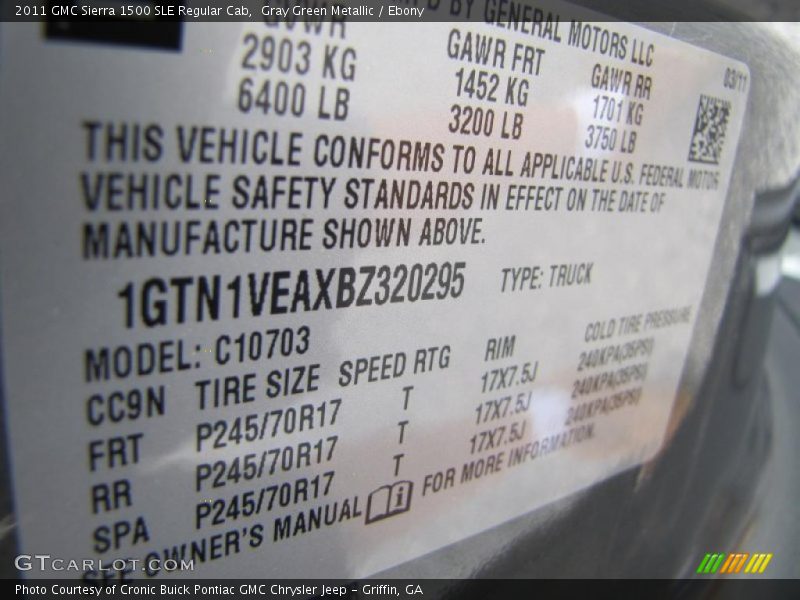 2011 GMC Sierra 1500 SLE Regular Cab,  Gray Green Metallic / Ebony
BY GENERAL MOTORS LLC
03/11
GVWR GAWR FRT GAWR RR
2903 KG 1452 KG 1701 KG
6400 LB 3200 LB 3750 LB
THIS VEHICLE CONFORMS TO ALL APPLICABLE U.S. FEDERAL MOTOR
VEHICLE SAFETY STANDARDS IN EFFECT ON THE DATE OF
MANUFACTURE SHOWN ABOVE.
1GTN1VEAXBZ320295 TYPE: TRUCK
MODEL: C10703
CC9N TIRE SIZE SPEED RTG RIM COLD TIRE PRESSURE
FRT P245/70R17 T 17X7.5J 240KPA(35PSI)
RR P245/70R17 T 17X7.5J 240KPA(35PSI)
SPA P245/70R17 T 17X7.5J 240KPA(35PSI)
SEE OWNER'S MANUAL FOR MORE INFORMATION.
GTCARLOT.COM
Photo Courtesy of Cronic Buick Pontiac GMC Chrysler Jeep – Griffin, GA